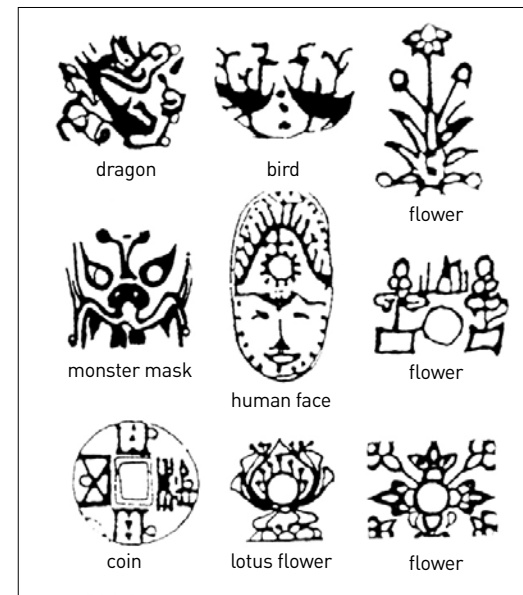 dragon
bird
flower
monster mask
human face
flower
coin
lotus flower
flower